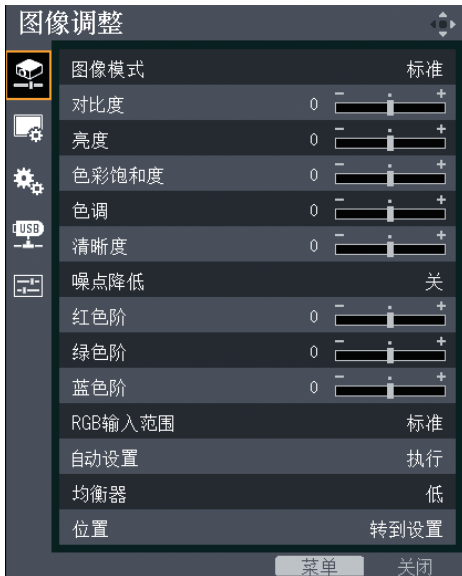 图像调整
图像模式 标准
对比度 0 - +
亮度 0 - +
色彩饱和度 0 - +
色调 0 - +
清晰度 0 - +
噪点降低 关
红色阶 0 - +
绿色阶 0 - +
蓝色阶 0 - +
RGB输入范围 标准
自动设置 执行
均衡器 低
位置 转到设置
USB
菜单 关闭